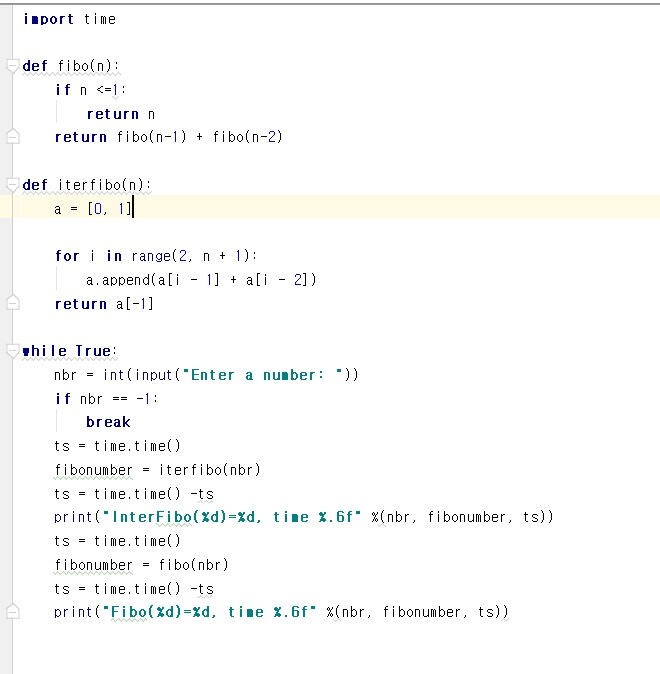 import time
def fibo(n):
    if n <=1:
        return n
    return fibo(n-1) + fibo(n-2)
def iterfibo(n):
    a = [0, 1]
    for i in range(2, n + 1):
        a.append(a[i - 1] + a[i - 2])
    return a[-1]
while True:
    nbr = int(input("Enter a number: "))
    if nbr == -1:
        break
    ts = time.time()
    fibonumber = iterfibo(nbr)
    ts = time.time() -ts
    print("InterFibo(%d)=%d, time %.6f" %(nbr, fibonumber, ts))
    ts = time.time()
    fibonumber = fibo(nbr)
    ts = time.time() -ts
    print("Fibo(%d)=%d, time %.6f" %(nbr, fibonumber, ts))